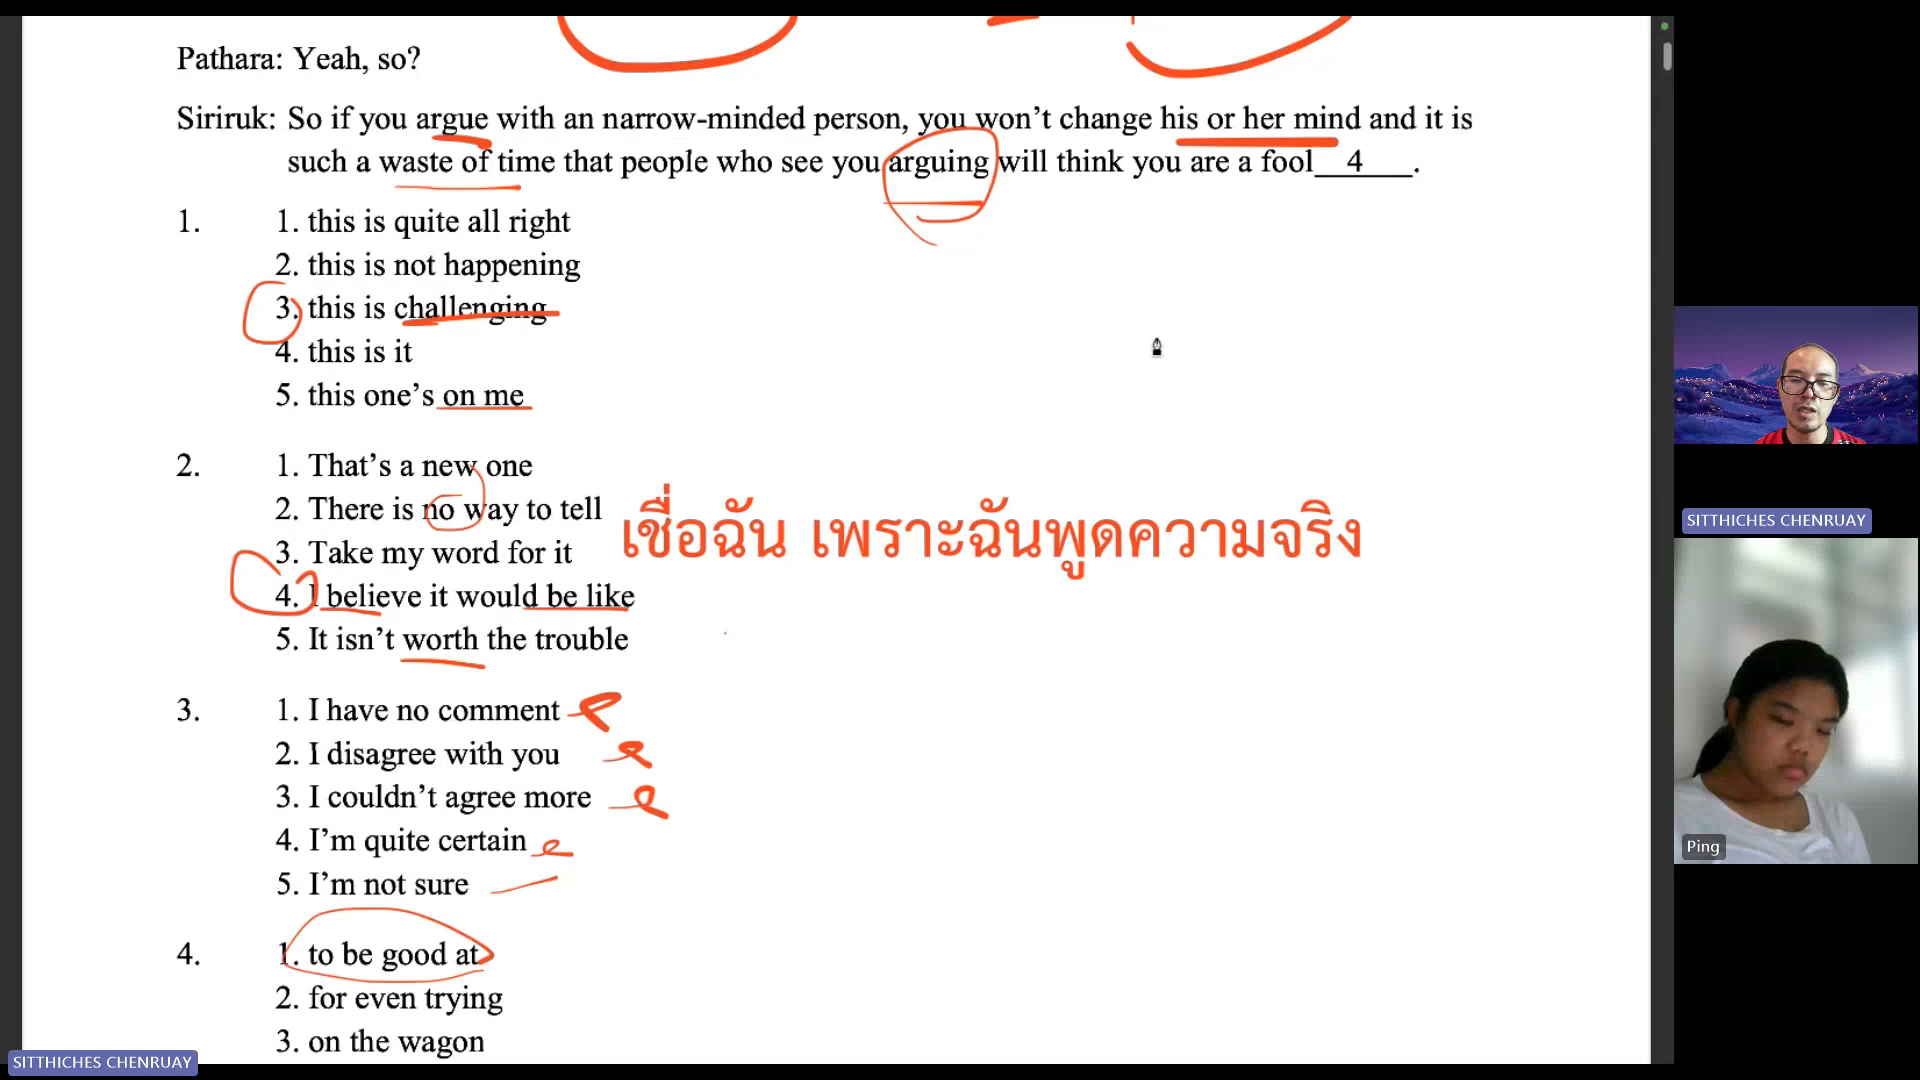 Pathara: Yeah, so?
Siriruk: So if you argue with an narrow-minded person, you won’t change his or her mind and it is
such a waste of time that people who see you arguing will think you are a fool 4 .
1. 1. this is quite all right
2. this is not happening
3. this is challenging
4. this is it
5. this one’s on me
2. 1. That’s a new one
2. There is no way to tell
เชื่อฉัน เพราะฉันพูดความจริง
3. Take my word for it
4. I believe it would be like
5. It isn’t worth the trouble
3. 1. I have no comment
2. I disagree with you
3. I couldn’t agree more
4. I’m quite certain
5. I’m not sure
4. 1. to be good at
2. for even trying
3. on the wagon
SITTHICHES CHENRUAY
SITTHICHES CHENRUAY
Ping